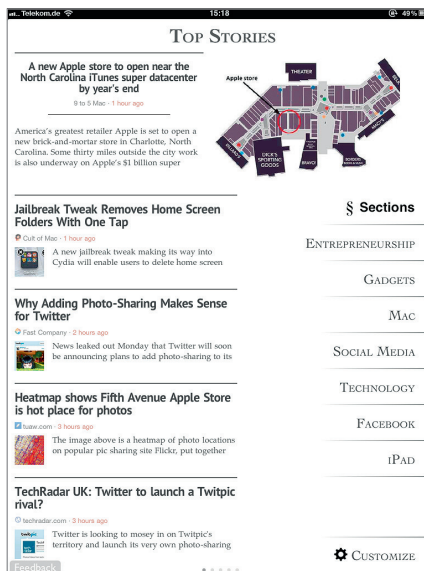 Telekom.de
15:18
49%
Top Stories
A new Apple store to open near the
North Carolina iTunes super datacenter
by year's end
9 to 5 Mac · 1 hour ago
America's greatest retailer Apple is set to open a
new brick-and-mortar store in Charlotte, North
Carolina. Some thirty miles outside the city work
is also underway on Apple's $1 billion super
Apple store
THEATER
DICK'S
SPORTING
GOODS
Jailbreak Tweak Removes Home Screen
Folders With One Tap
Cult of Mac · 1 hour ago
A new jailbreak tweak making its way into
Cydia will enable users to delete home screen
Why Adding Photo-Sharing Makes Sense
for Twitter
Fast Company · 2 hours ago
News leaked out Monday that Twitter will soon
be announcing plans to add photo-sharing to its
Heatmap shows Fifth Avenue Apple Store
is hot place for photos
tuaw.com · 3 hours ago
The image above is a heatmap of photo locations
on popular pic sharing site Flickr, put together
TechRadar UK: Twitter to launch a Twitpic
rival?
techradar.com · 3 hours ago
twitpic
Twitter is looking to mosey in on Twitpic's
territory and launch its very own photo-sharing
Feedback
§ Sections
Entrepreneurship
Gadgets
Mac
Social Media
Technology
Facebook
iPad
Customize